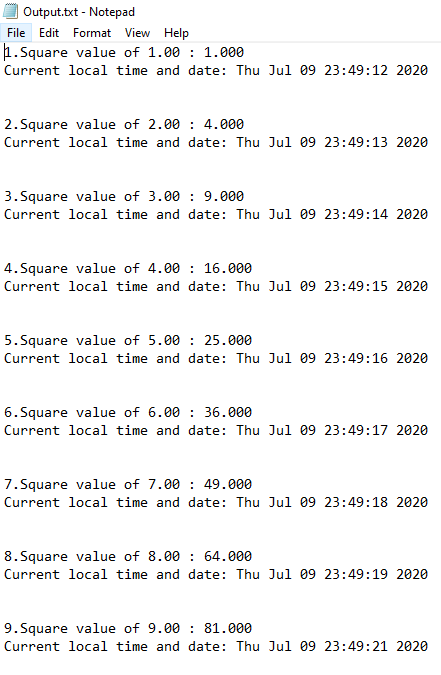 Output.txt - Notepad
File Edit Format View Help
1.Square value of 1.00 : 1.000
Current local time and date: Thu Jul 09 23:49:12 2020
2.Square value of 2.00 : 4.000
Current local time and date: Thu Jul 09 23:49:13 2020
3.Square value of 3.00 : 9.000
Current local time and date: Thu Jul 09 23:49:14 2020
4.Square value of 4.00 : 16.000
Current local time and date: Thu Jul 09 23:49:15 2020
5.Square value of 5.00 : 25.000
Current local time and date: Thu Jul 09 23:49:16 2020
6.Square value of 6.00 : 36.000
Current local time and date: Thu Jul 09 23:49:17 2020
7.Square value of 7.00 : 49.000
Current local time and date: Thu Jul 09 23:49:18 2020
8.Square value of 8.00 : 64.000
Current local time and date: Thu Jul 09 23:49:19 2020
9.Square value of 9.00 : 81.000
Current local time and date: Thu Jul 09 23:49:21 2020